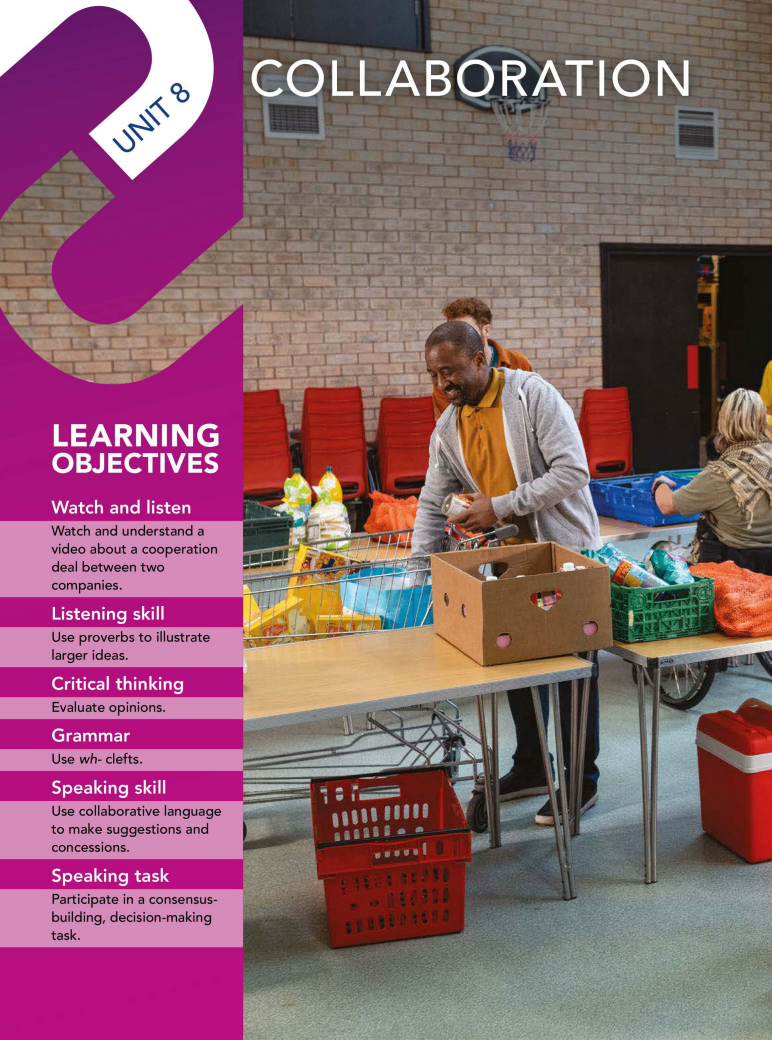 UNIT 8
COLLABORATION
LEARNING
OBJECTIVES
Watch and listen
Watch and understand a
video about a cooperation
deal between two
companies.
Listening skill
Use proverbs to illustrate
larger ideas.
Critical thinking
Evaluate opinions.
Grammar
Use wh- clefts.
Speaking skill
Use collaborative language
to make suggestions and
concessions.
Speaking task
Participate in a consensus-
building, decision-making
task.